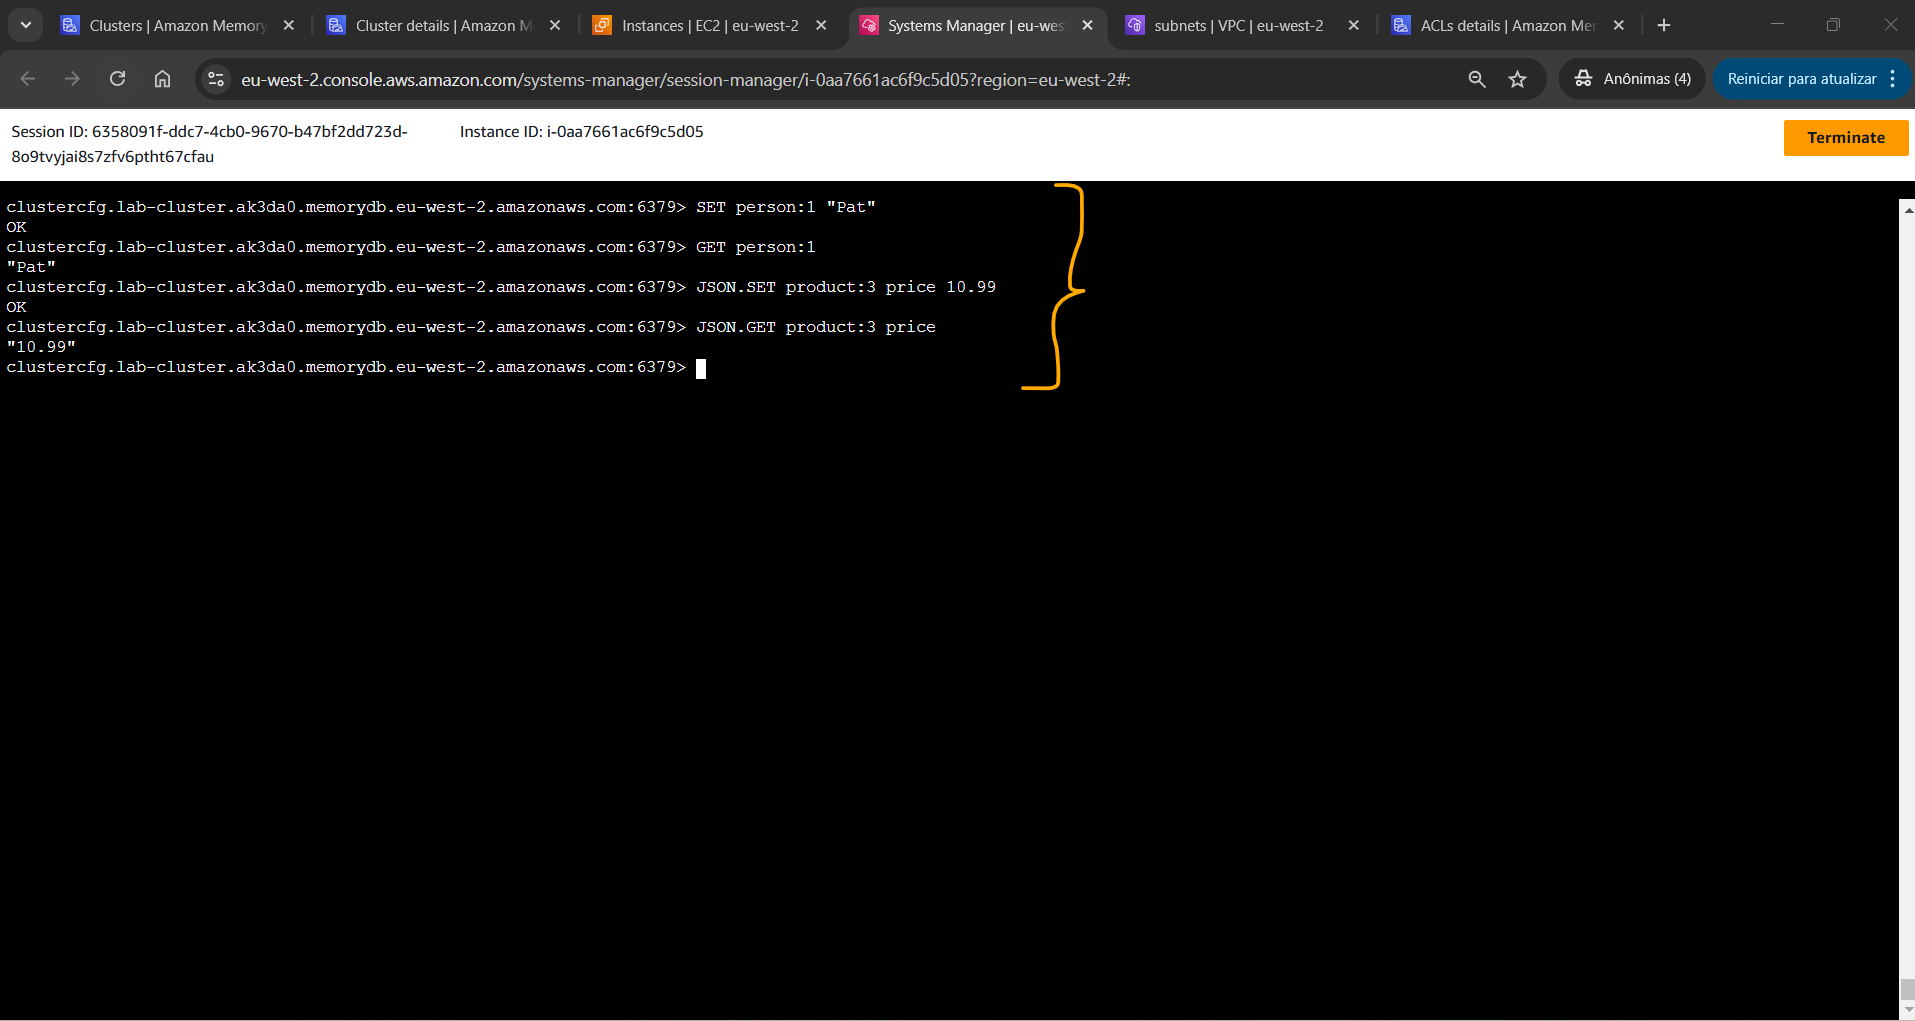 Clusters | Amazon Memory
Cluster details | Amazon M
Instances | EC2 | eu-west-2
Systems Manager | eu-wes
subnets | VPC | eu-west-2
ACLs details | Amazon Mem
eu-west-2.console.aws.amazon.com/systems-manager/session-manager/i-0aa7661ac6f9c5d05?region=eu-west-2#:
Anônimas (4)
Reiniciar para atualizar
Session ID: 6358091f-ddc7-4cb0-9670-b47bf2dd723d-
8o9tvyjai8s7zfv6ptht67cfau
Instance ID: i-0aa7661ac6f9c5d05
Terminate
clustercfg.lab-cluster.ak3da0.memorydb.eu-west-2.amazonaws.com:6379> SET person:1 "Pat"
OK
clustercfg.lab-cluster.ak3da0.memorydb.eu-west-2.amazonaws.com:6379> GET person:1
"Pat"
clustercfg.lab-cluster.ak3da0.memorydb.eu-west-2.amazonaws.com:6379> JSON.SET product:3 price 10.99
OK
clustercfg.lab-cluster.ak3da0.memorydb.eu-west-2.amazonaws.com:6379> JSON.GET product:3 price
"10.99"
clustercfg.lab-cluster.ak3da0.memorydb.eu-west-2.amazonaws.com:6379>